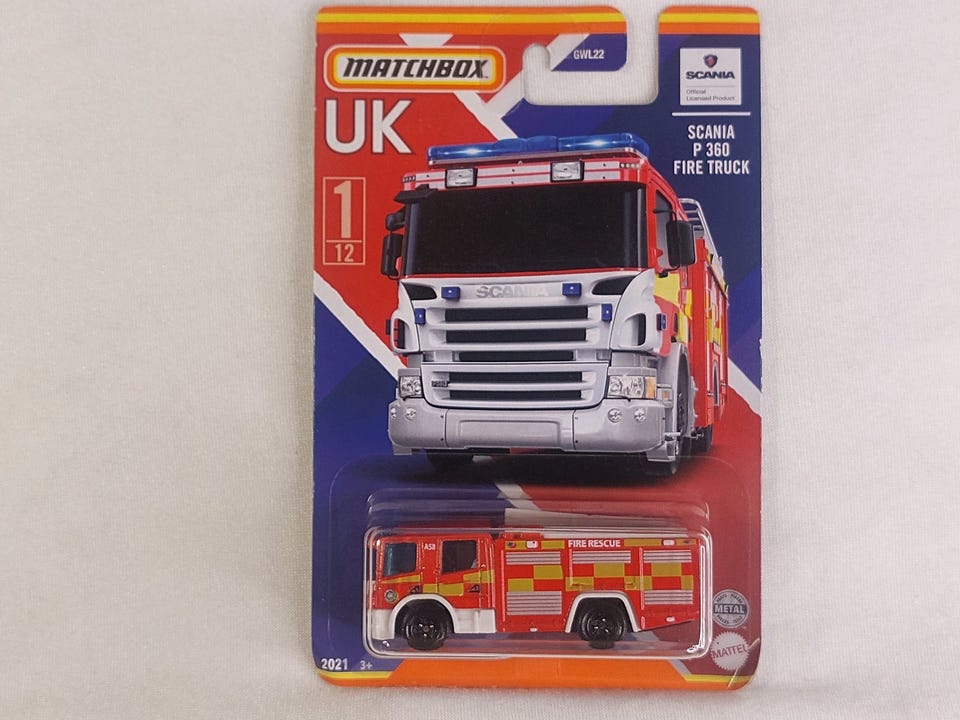 MATCHBOX
UK
1
12
GWL22
SCANIA
Official
Licensed Product
SCANIA
P 360
FIRE TRUCK
SCANIA
A58
FIRE RESCUE
METAL
MATTEL
2021 3+